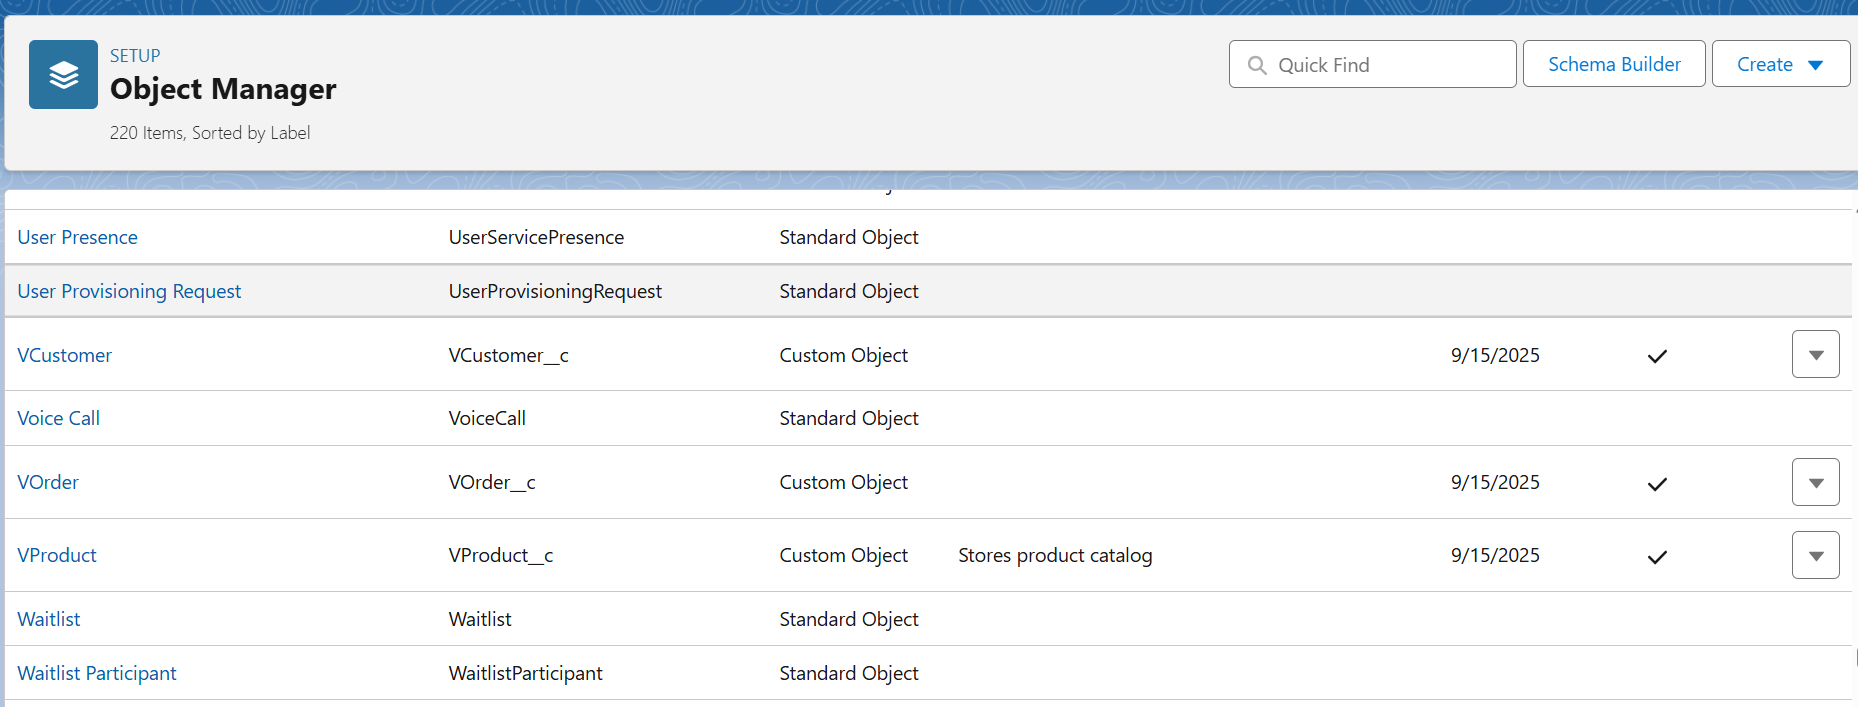 SETUP
Object Manager
220 Items, Sorted by Label
Quick Find
Schema Builder
Create
User Presence UserServicePresence Standard Object
User Provisioning Request UserProvisioningRequest Standard Object
VCustomer VCustomer__c Custom Object 9/15/2025
Voice Call VoiceCall Standard Object
VOrder VOrder__c Custom Object 9/15/2025
VProduct VProduct__c Custom Object Stores product catalog 9/15/2025
Waitlist Waitlist Standard Object
Waitlist Participant WaitlistParticipant Standard Object